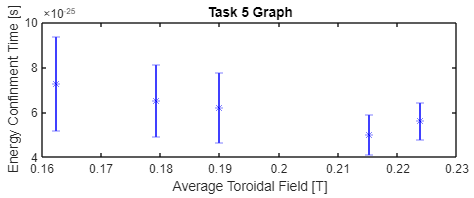 Task 5 Graph
×10^-25
Energy Confinment Time [s]
10
8
6
4
0.16 0.17 0.18 0.19 0.2 0.21 0.22 0.23
Average Toroidal Field [T]